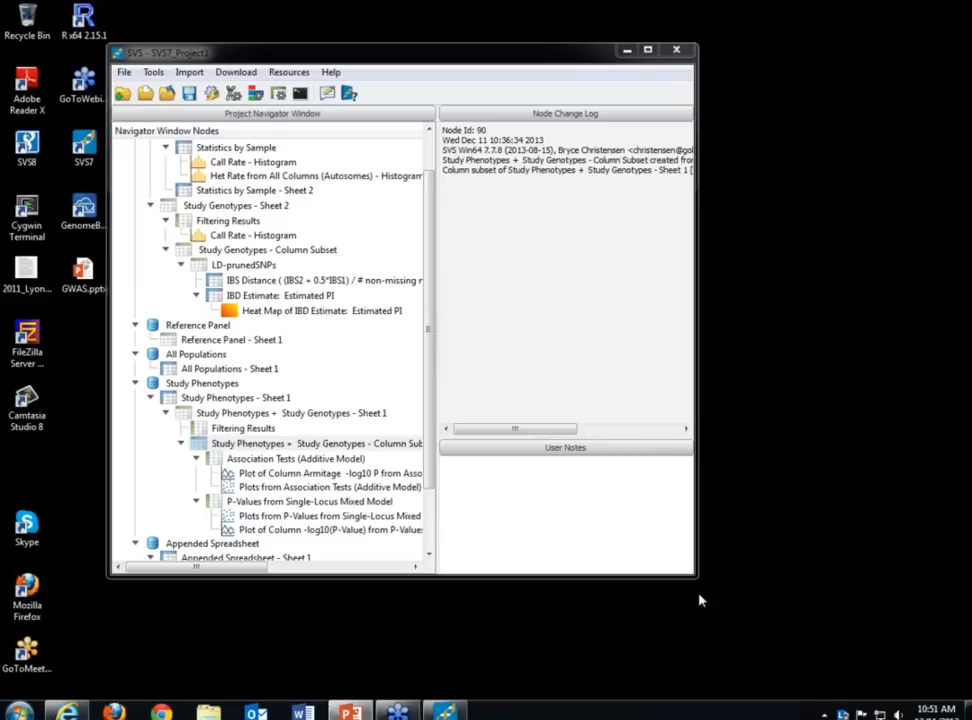 Recycle Bin
R x64 2.15.1
SVS - SVS7_Project1
File Tools Import Download Resources Help
Adobe
Reader X
GoToWebi...
Project Navigator Window
Node Change Log
Navigator Window Nodes
Statistics by Sample
Call Rate - Histogram
Het Rate from All Columns (Autosomes) - Histogram
Statistics by Sample - Sheet 2
Study Genotypes - Sheet 2
Filtering Results
Call Rate - Histogram
Study Genotypes - Column Subset
LD-prunedSNPs
IBS Distance ( (IBS2 + 0.5*IBS1) / # non-missing r
IBD Estimate: Estimated PI
Heat Map of IBD Estimate: Estimated PI
Reference Panel
Reference Panel - Sheet 1
All Populations
All Populations - Sheet 1
Study Phenotypes
Study Phenotypes - Sheet 1
Study Phenotypes + Study Genotypes - Sheet 1
Filtering Results
Study Phenotypes + Study Genotypes - Column Sub
Association Tests (Additive Model)
Plot of Column Armitage -log10 P from Asso
Plots from Association Tests (Additive Model)
P-Values from Single-Locus Mixed Model
Plots from P-Values from Single-Locus Mixed
Plot of Column -log10(P-Value) from P-Values
Appended Spreadsheet
Appended Spreadsheet - Sheet 1
Node Id: 90
Wed Dec 11 10:36:34 2013
SVS Win64 7.7.8 (2013-08-15), Bryce Christensen <christensen@gol
Study Phenotypes + Study Genotypes - Column Subset created from
Column subset of Study Phenotypes + Study Genotypes - Sheet 1 [
User Notes
SVS8
SVS7
Cygwin
Terminal
GenomeB...
2011_Lyon...
GWAS.pptx
FileZilla
Server ...
Camtasia
Studio 8
Skype
Mozilla
Firefox
GoToMeet...
10:51 AM